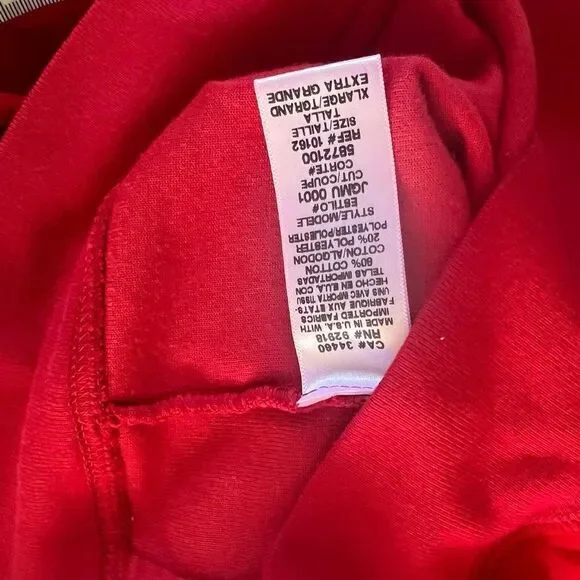 CA# 34460
RN# 92918
MADE IN U.S.A. WITH
IMPORTED FABRICS
FABRIQUE AUX ETATS-
UNIS AVEC IMPORTA TISSU
HECHO EN E.U.A. CON
TELAS IMPORTADAS
80% COTTON
COTON/ALGODON
20% POLYESTER
POLYESTER/POLIESTER
STYLE/MODELE
ESTILO#
JGMU 0001
CUT/COUPE
CORTE#
5872100
REF# 10162
SIZE/TAILLE
TALLA
XLARGE/TGRAND
EXTRA GRANDE